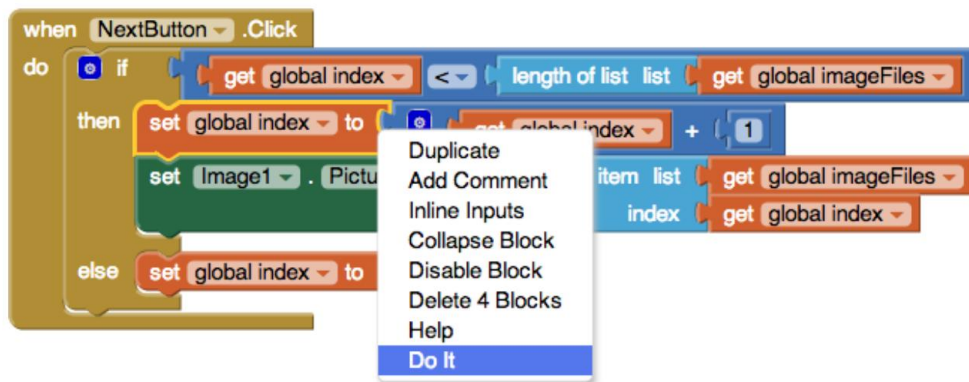 when NextButton .Click
do if get global index < length of list list get global imageFiles
then set global index to get global index + 1
set Image1 . Pictu item list get global imageFiles
index get global index
else set global index to
Duplicate
Add Comment
Inline Inputs
Collapse Block
Disable Block
Delete 4 Blocks
Help
Do It